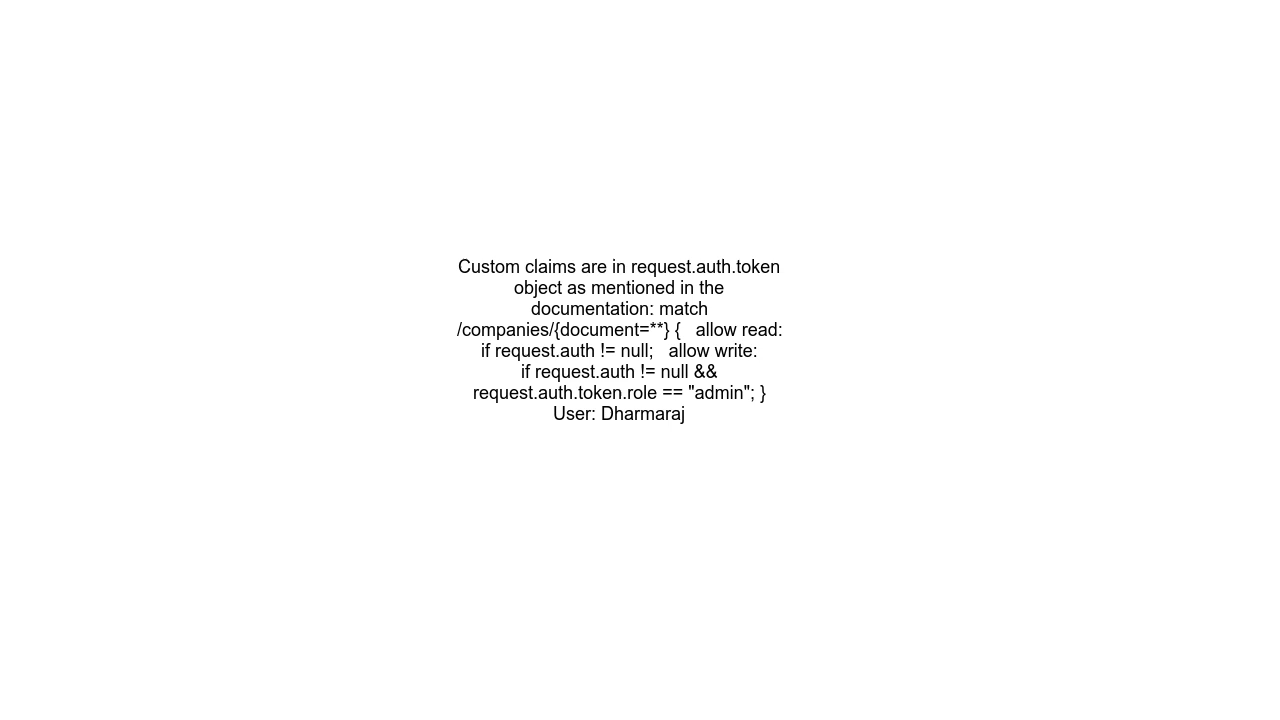 Custom claims are in request.auth.token
object as mentioned in the
documentation: match
/companies/{document=**} {   allow read:
if request.auth != null;   allow write:
if request.auth != null &&
request.auth.token.role == "admin"; }
User: Dharmaraj